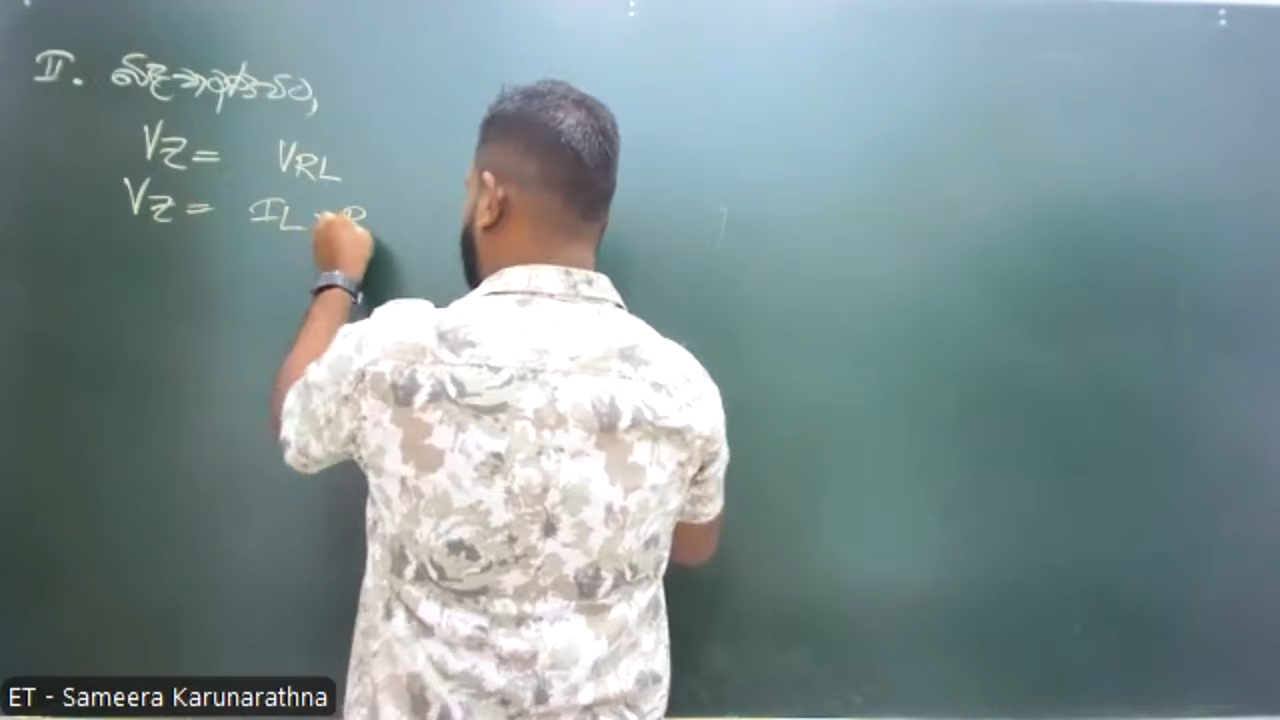 II.
VZ = VRL
VZ = IL × R
ET - Sameera Karunarathna